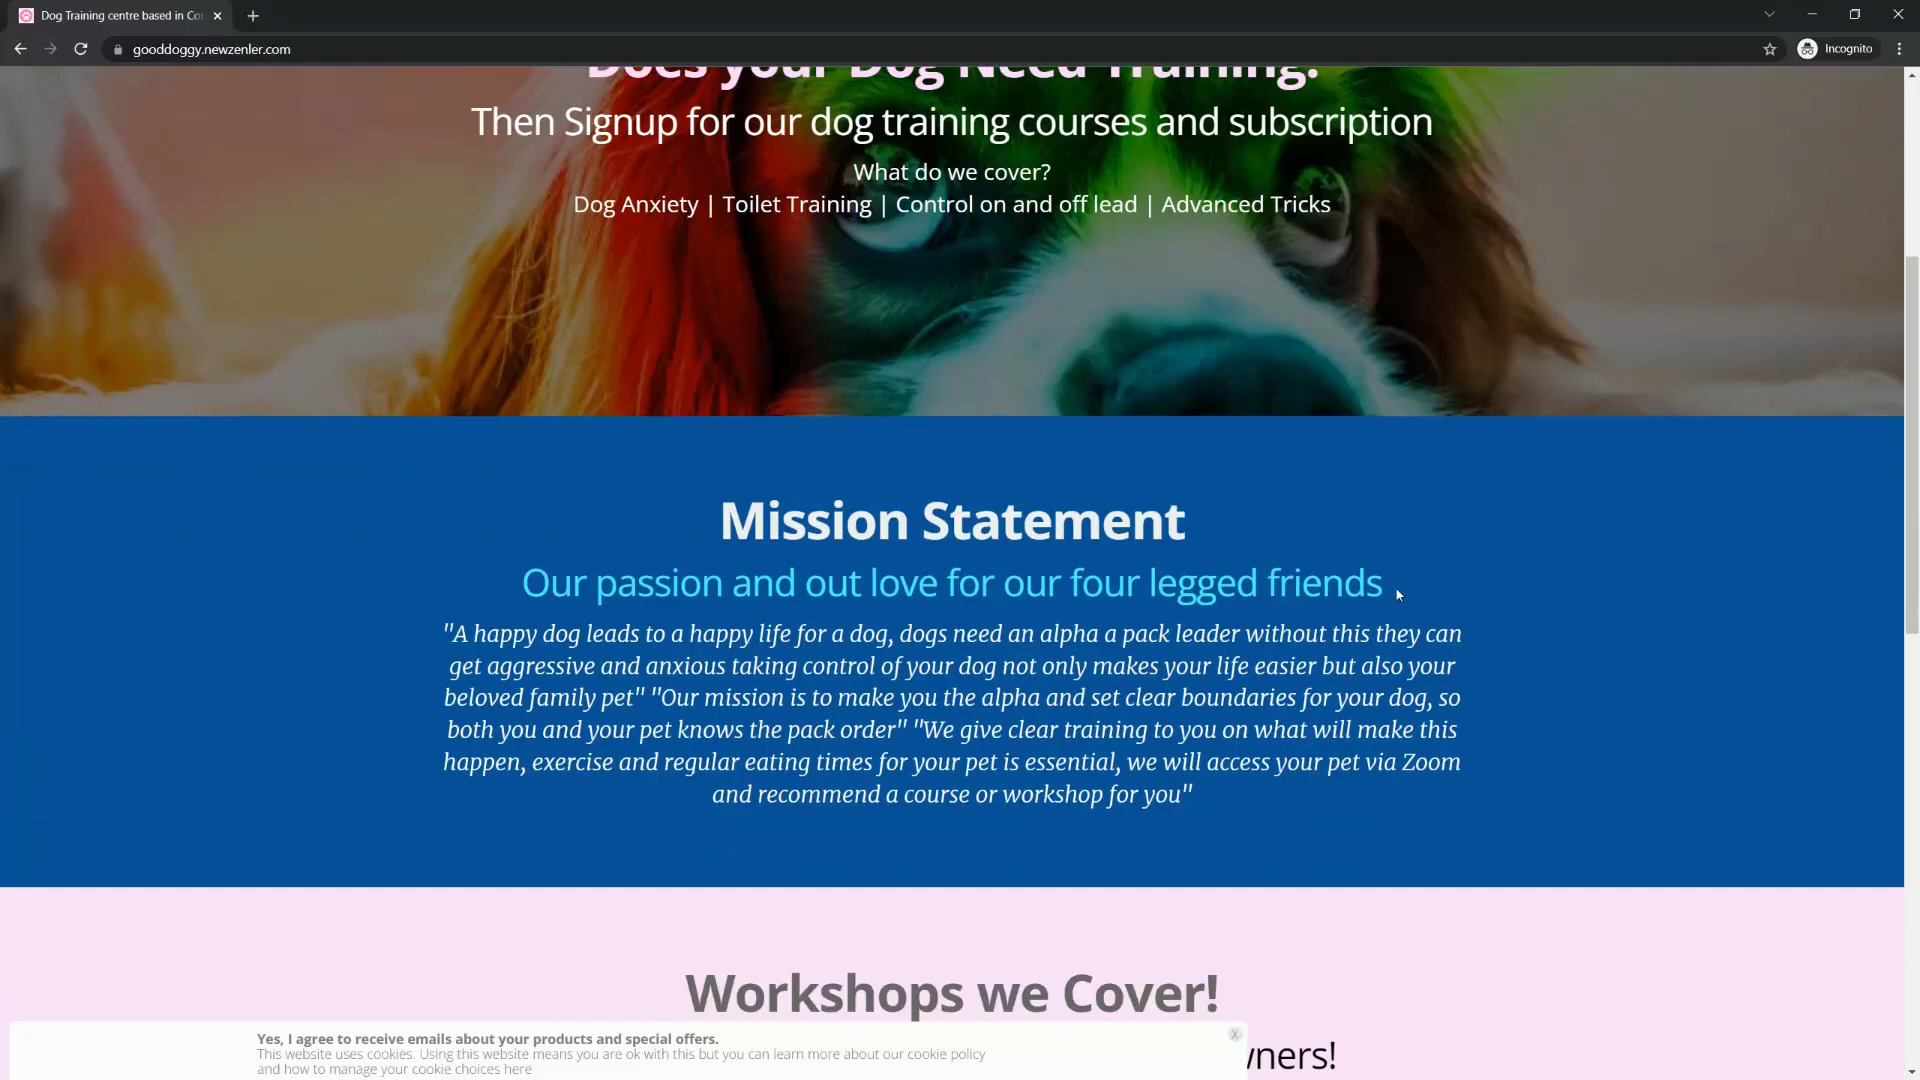 Dog Training centre based in Co
gooddoggy.newzenler.com
Incognito
Does your Dog Need Training?
Then Signup for our dog training courses and subscription
What do we cover?
Dog Anxiety | Toilet Training | Control on and off lead | Advanced Tricks
Mission Statement
Our passion and out love for our four legged friends
"A happy dog leads to a happy life for a dog, dogs need an alpha a pack leader without this they can
get aggressive and anxious taking control of your dog not only makes your life easier but also your
beloved family pet" "Our mission is to make you the alpha and set clear boundaries for your dog, so
both you and your pet knows the pack order" "We give clear training to you on what will make this
happen, exercise and regular eating times for your pet is essential, we will access your pet via Zoom
and recommend a course or workshop for you"
Workshops we Cover!
wners!
Yes, I agree to receive emails about your products and special offers.
X
This website uses cookies. Using this website means you are ok with this but you can learn more about our cookie policy
and how to manage your cookie choices here